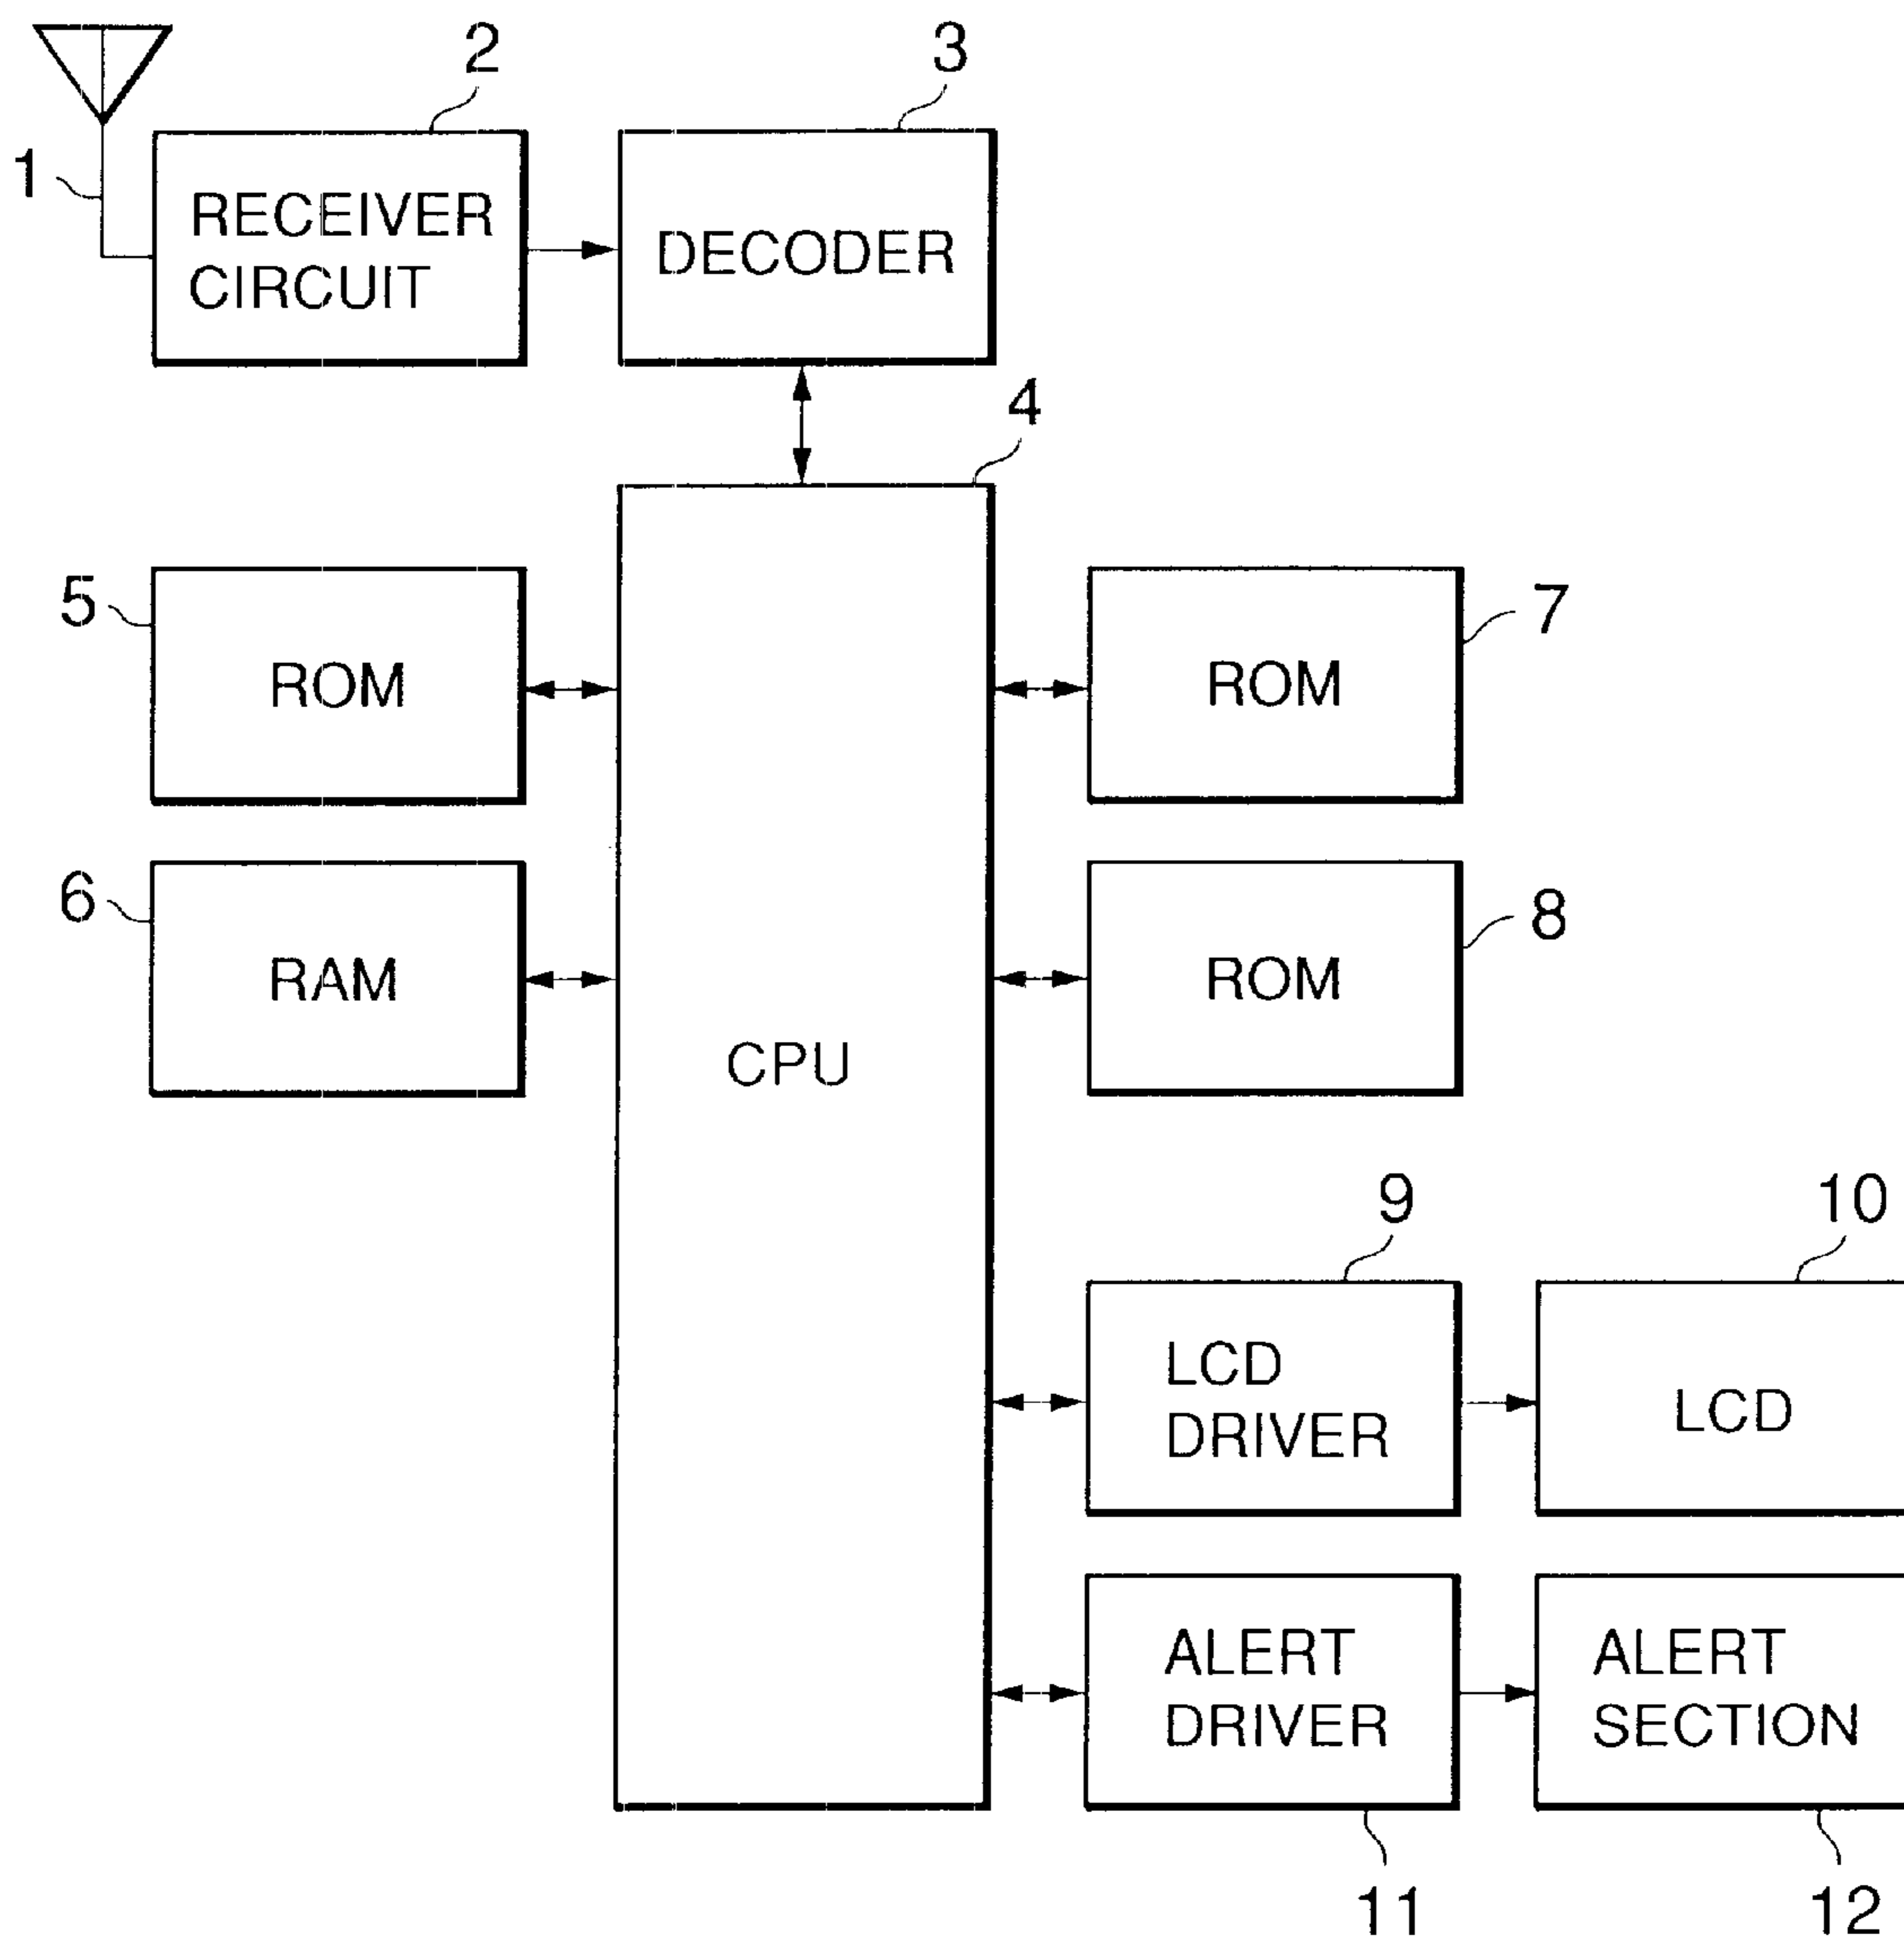 2
3
1
RECEIVER
CIRCUIT
DECODER
4
5
ROM
7
ROM
6
RAM
8
ROM
CPU
9
10
LCD
DRIVER
LCD
ALERT
DRIVER
ALERT
SECTION
11
12